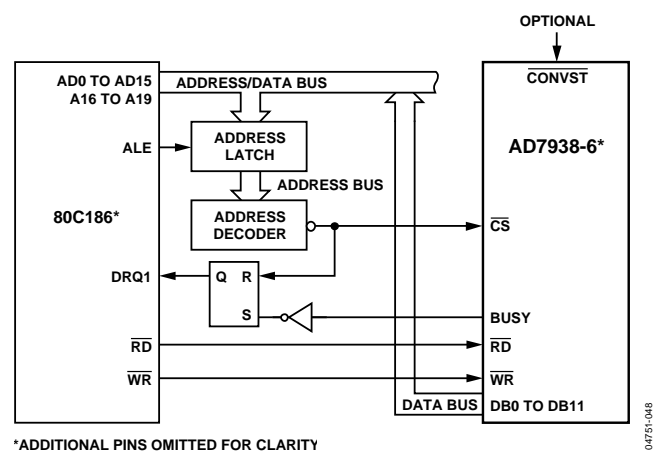 OPTIONAL
AD0 TO AD15
A16 TO A19
ADDRESS/DATA BUS
CONVST
ALE
ADDRESS
LATCH
AD7938-6*
ADDRESS BUS
80C186*
ADDRESS
DECODER
CS
DRQ1
Q R
S
BUSY
RD
RD
WR
WR
DATA BUS
DB0 TO DB11
*ADDITIONAL PINS OMITTED FOR CLARITY
04751-048